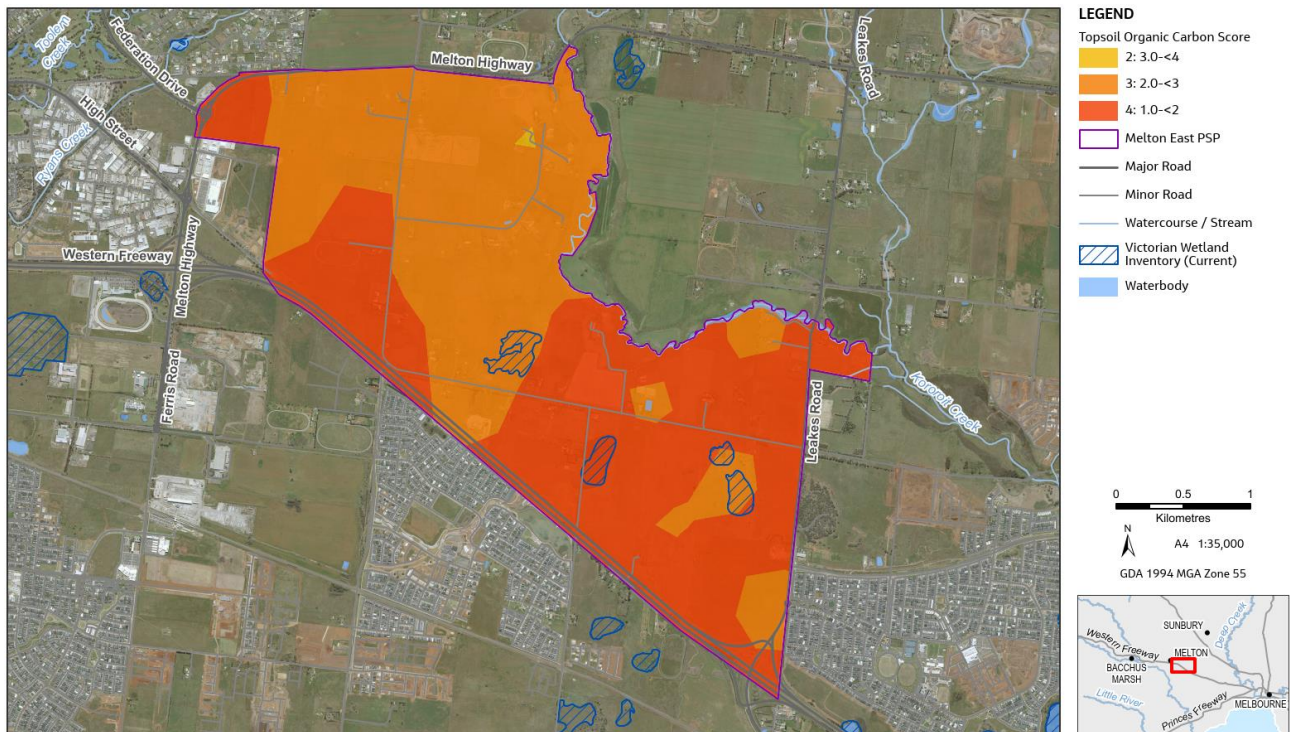 Toolern
Creek
Federation Drive
High Street
Ryans Creek
Melton Highway
Leakes Road
Western Freeway
Melton Highway
Ferris Road
Leakes Road
Kororoit Creek
LEGEND
Topsoil Organic Carbon Score
2: 3.0-<4
3: 2.0-<3
4: 1.0-<2
Melton East PSP
Major Road
Minor Road
Watercourse / Stream
Victorian Wetland
Inventory (Current)
Waterbody
0 0.5 1
Kilometres
N
A4 1:35,000
GDA 1994 MGA Zone 55
SUNBURY
Deep Creek
Western Freeway
MELTON
BACCHUS
MARSH
Little River
Princes Freeway
MELBOURNE